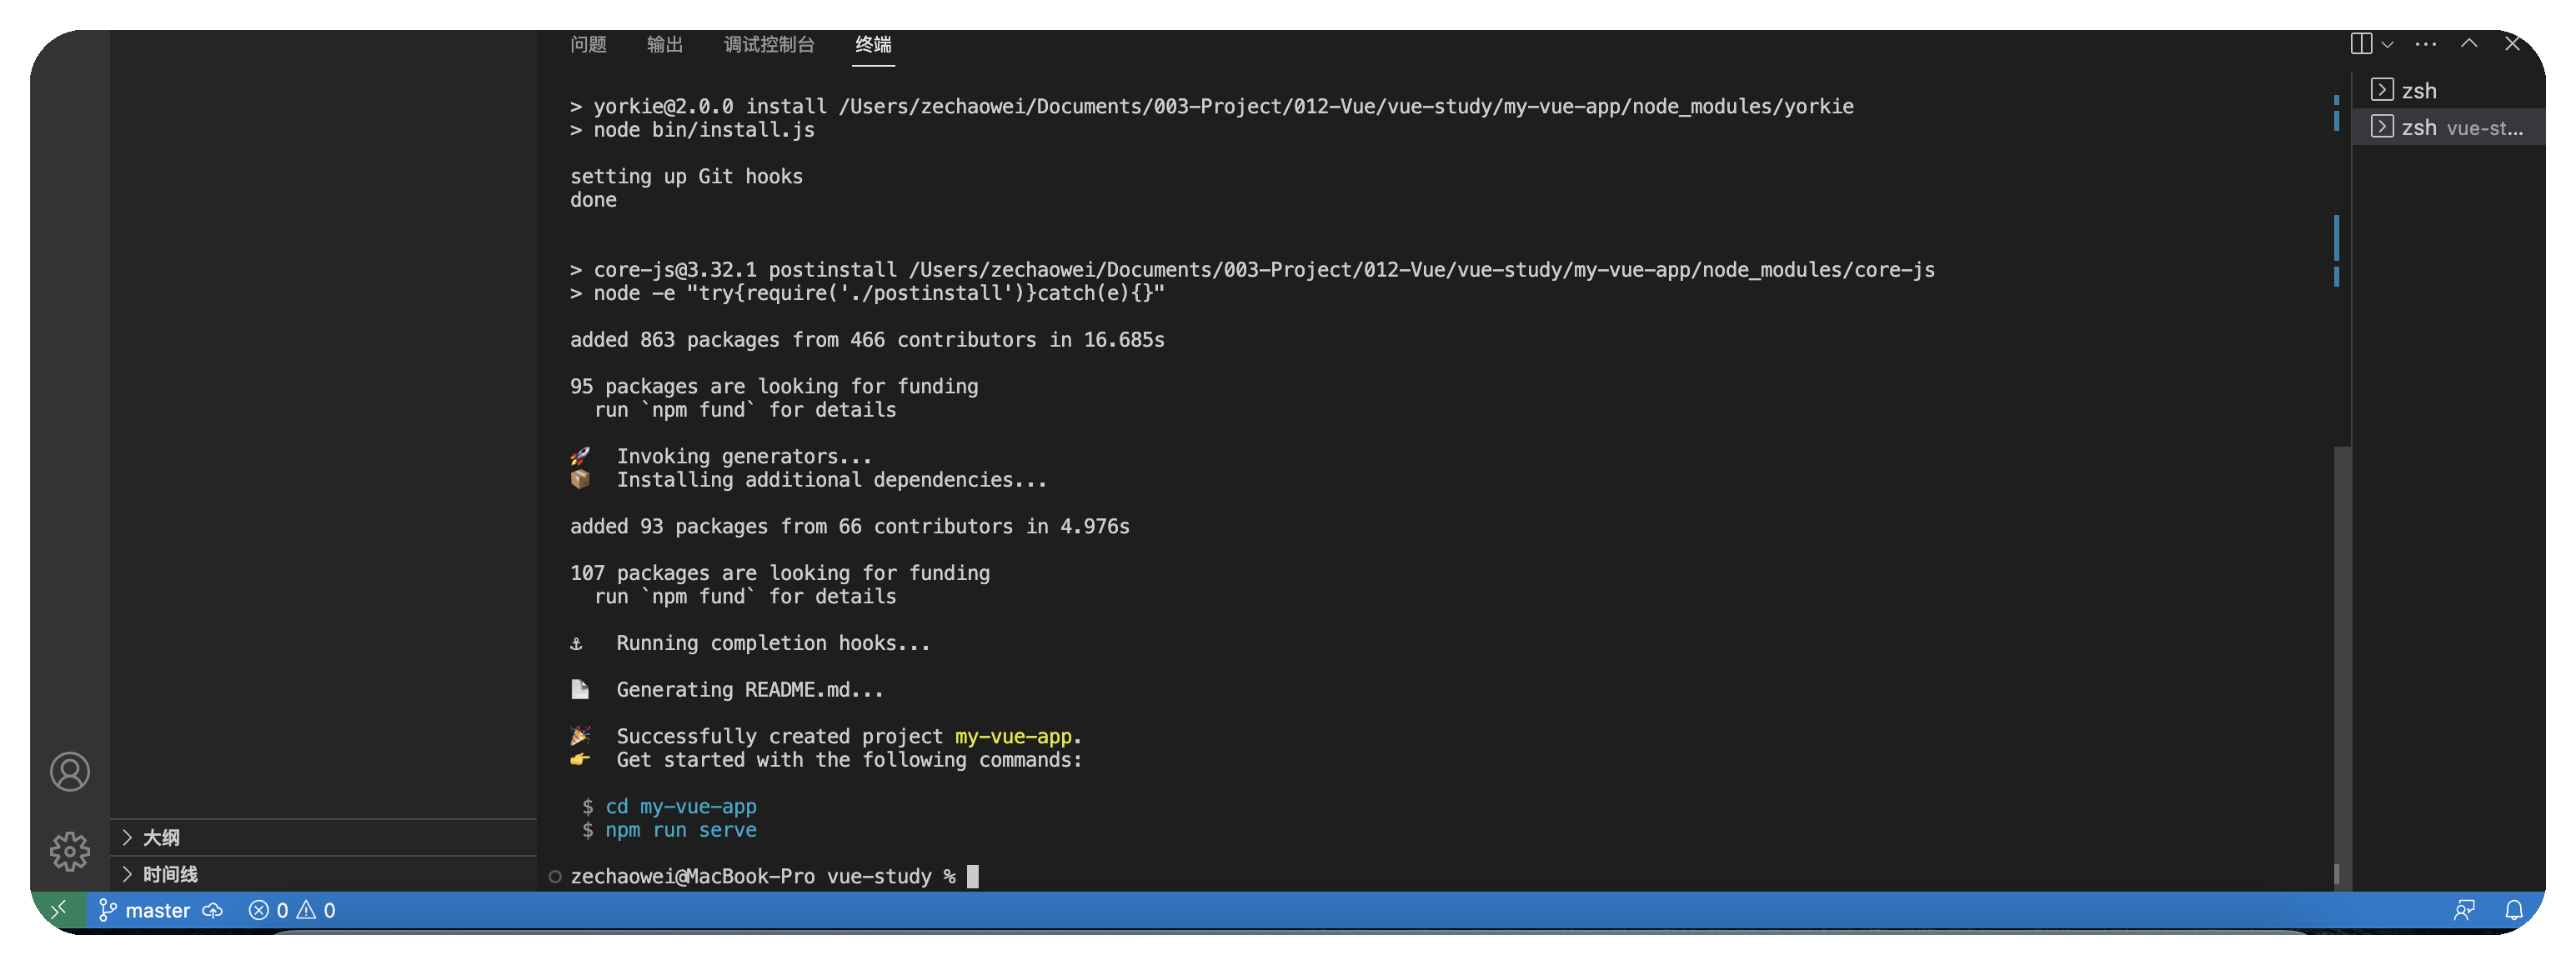 问题 输出 调试控制台 终端
> yorkie@2.0.0 install /Users/zechaowei/Documents/003-Project/012-Vue/vue-study/my-vue-app/node_modules/yorkie
> node bin/install.js
setting up Git hooks
done
> core-js@3.32.1 postinstall /Users/zechaowei/Documents/003-Project/012-Vue/vue-study/my-vue-app/node_modules/core-js
> node -e "try{require('./postinstall')}catch(e){}"
added 863 packages from 466 contributors in 16.685s
95 packages are looking for funding
run `npm fund` for details
🚀 Invoking generators...
📦 Installing additional dependencies...
added 93 packages from 66 contributors in 4.976s
107 packages are looking for funding
run `npm fund` for details
⚓ Running completion hooks...
📄 Generating README.md...
🎉 Successfully created project my-vue-app.
👉 Get started with the following commands:
$ cd my-vue-app
$ npm run serve
zechaowei@MacBook-Pro vue-study %
zsh
zsh vue-st...
大纲
时间线
master 0 0